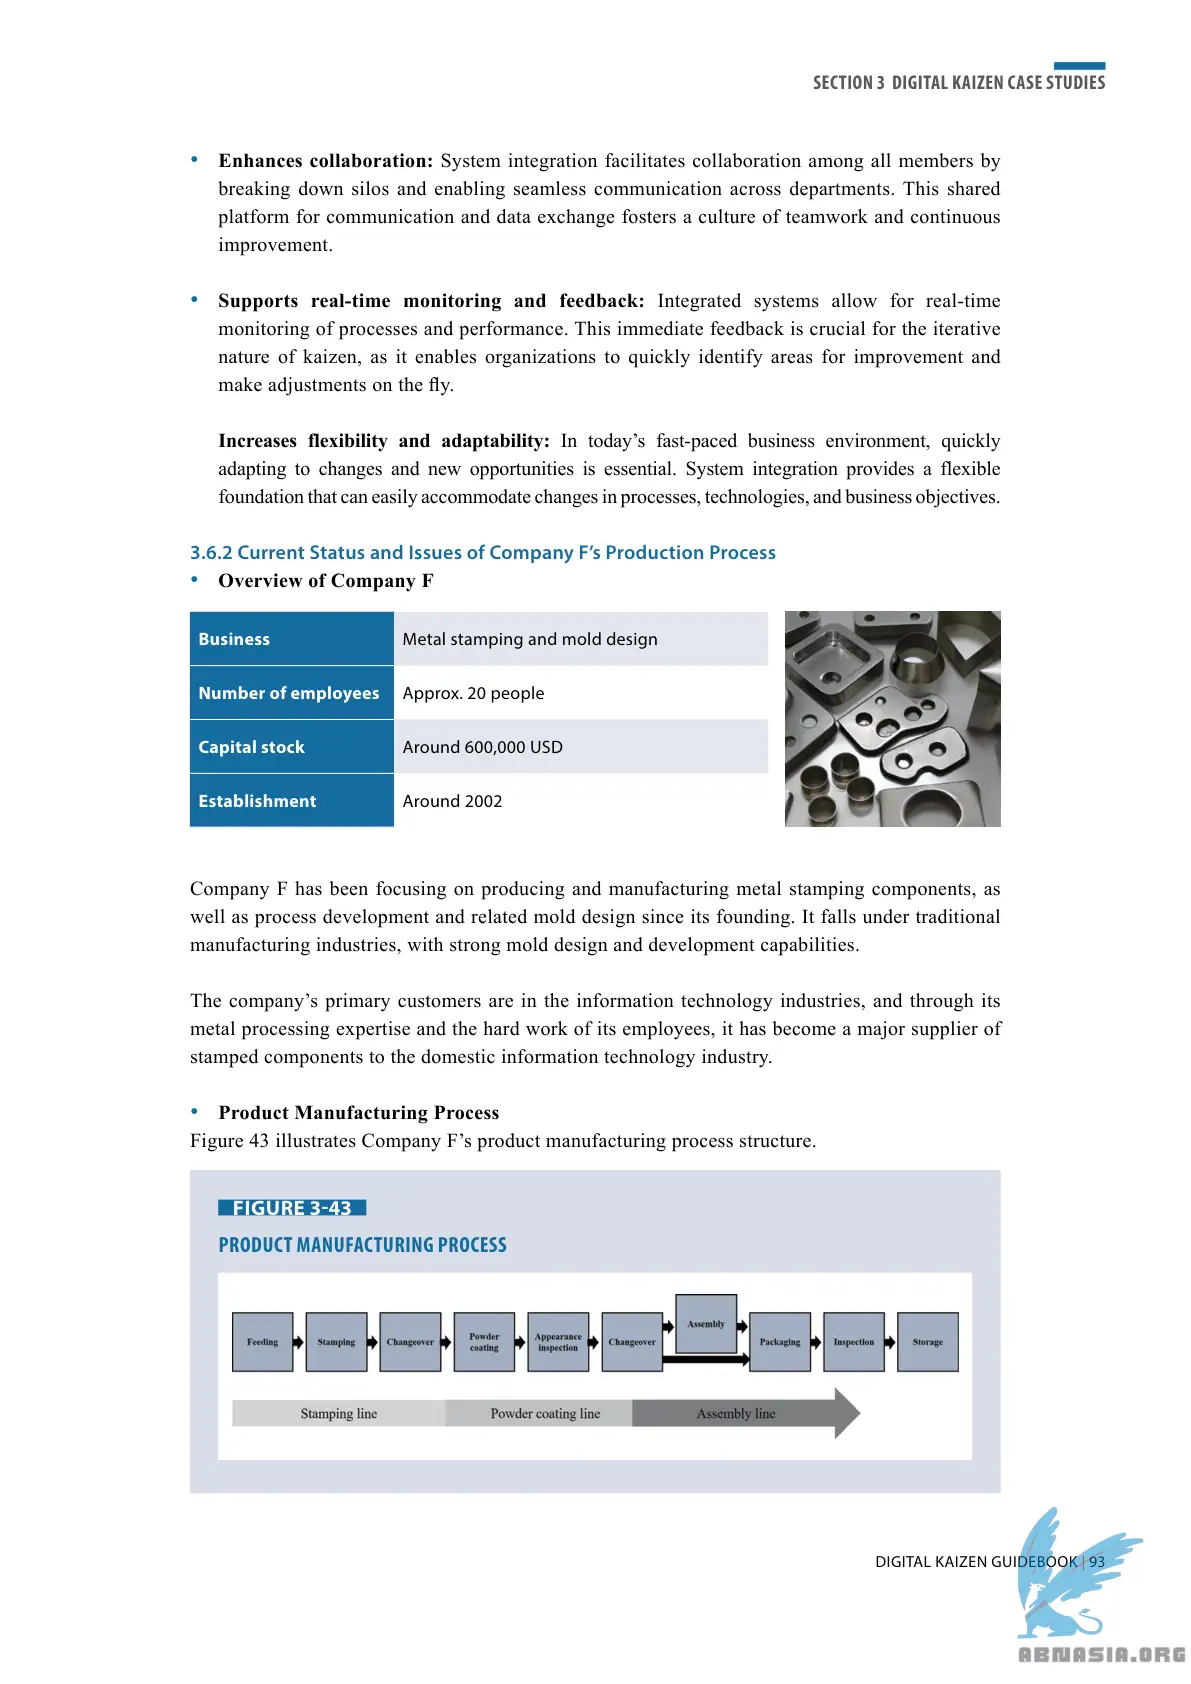 SECTION 3 DIGITAL KAIZEN CASE STUDIES
• Enhances collaboration: System integration facilitates collaboration among all members by
breaking down silos and enabling seamless communication across departments. This shared
platform for communication and data exchange fosters a culture of teamwork and continuous
improvement.
• Supports real-time monitoring and feedback: Integrated systems allow for real-time
monitoring of processes and performance. This immediate feedback is crucial for the iterative
nature of kaizen, as it enables organizations to quickly identify areas for improvement and
make adjustments on the fly.
Increases flexibility and adaptability: In today’s fast-paced business environment, quickly
adapting to changes and new opportunities is essential. System integration provides a flexible
foundation that can easily accommodate changes in processes, technologies, and business objectives.
3.6.2 Current Status and Issues of Company F’s Production Process
• Overview of Company F
Business Metal stamping and mold design
Number of employees Approx. 20 people
Capital stock Around 600,000 USD
Establishment Around 2002
Company F has been focusing on producing and manufacturing metal stamping components, as
well as process development and related mold design since its founding. It falls under traditional
manufacturing industries, with strong mold design and development capabilities.
The company’s primary customers are in the information technology industries, and through its
metal processing expertise and the hard work of its employees, it has become a major supplier of
stamped components to the domestic information technology industry.
• Product Manufacturing Process
Figure 43 illustrates Company F’s product manufacturing process structure.
FIGURE 3-43
PRODUCT MANUFACTURING PROCESS
Feeding
Stamping
Changeover
Powder
coating
Appearance
inspection
Changeover
Assembly
Packaging
Inspection
Storage
Stamping line
Powder coating line
Assembly line
DIGITAL KAIZEN GUIDEBOOK | 93
ABNASIA.ORG